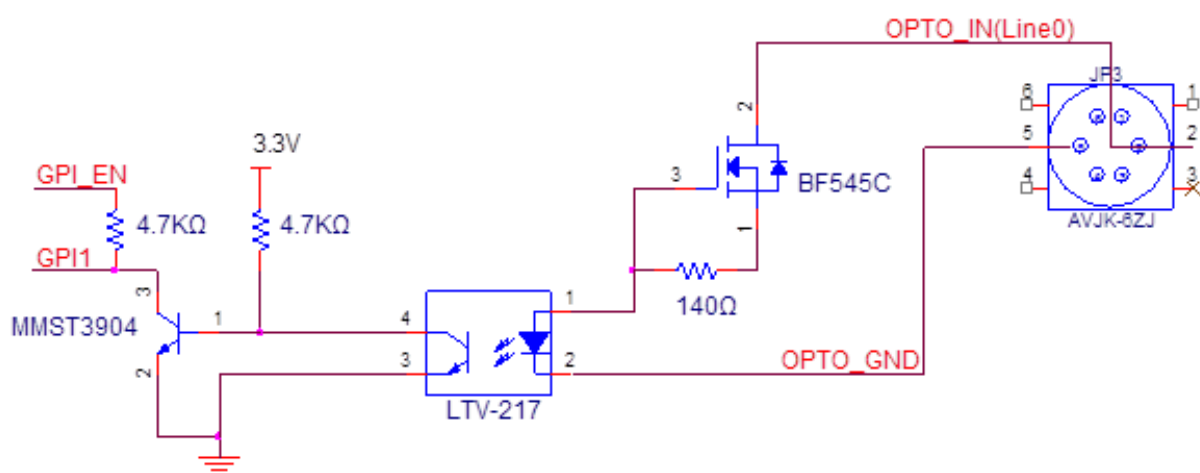 OPTO_IN(Line0)
JP3
6
1
5
2
4
3
AVJK-6ZJ
2
3
BF545C
1
140Ω
3.3V
GPI_EN
4.7KΩ
4.7KΩ
GPI1
3
MMST3904
1
2
4
3
1
2
LTV-217
OPTO_GND